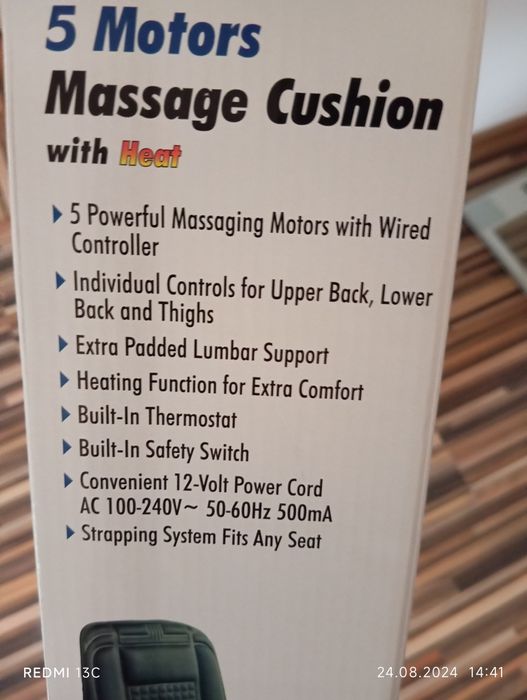 5 Motors
Massage Cushion
with Heat
5 Powerful Massaging Motors with Wired
Controller
Individual Controls for Upper Back, Lower
Back and Thighs
Extra Padded Lumbar Support
Heating Function for Extra Comfort
Built-In Thermostat
Built-In Safety Switch
Convenient 12-Volt Power Cord
AC 100-240V~ 50-60Hz 500mA
Strapping System Fits Any Seat
REDMI 13C
24.08.2024 14:41